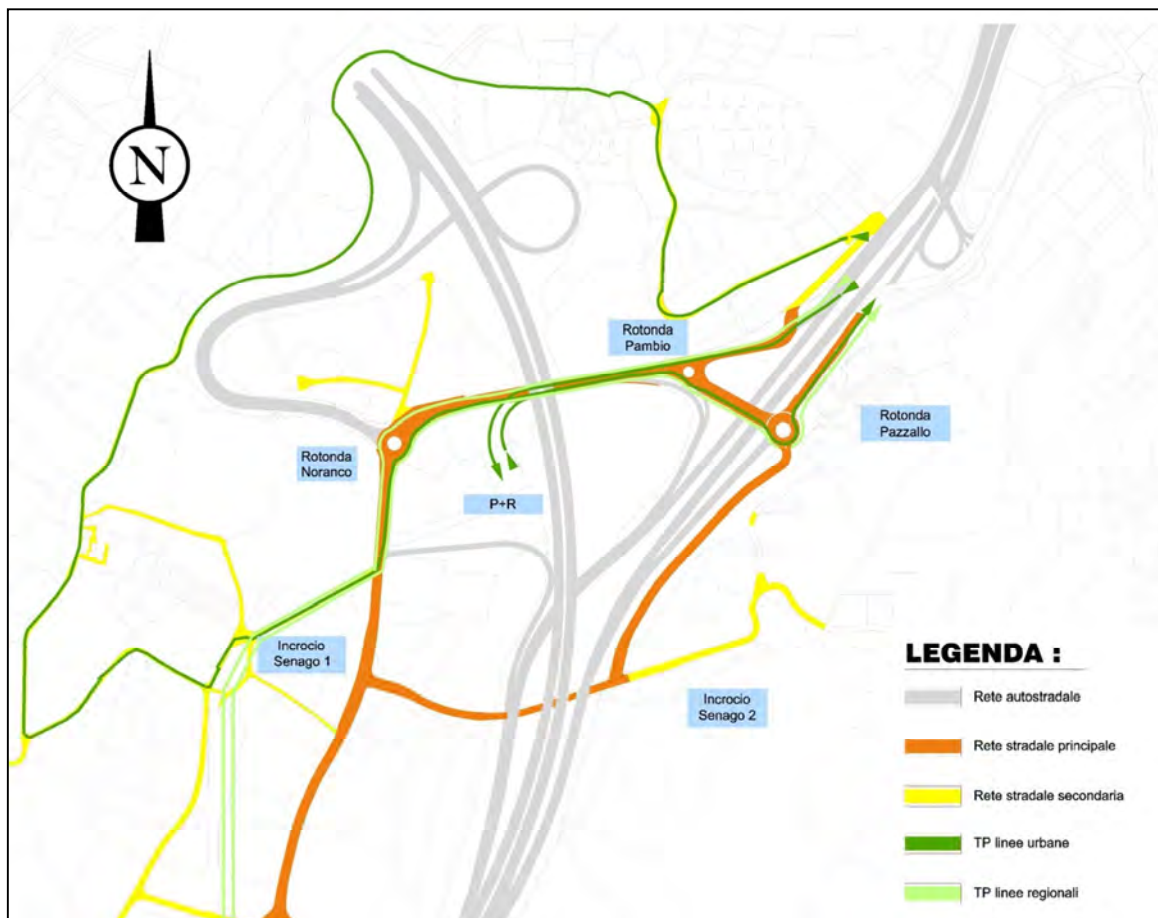 N
Rotonda
Pambio
Rotonda
Pazzallo
Rotonda
Noranco
P+R
Incrocio
Senago 1
Incrocio
Senago 2
LEGENDA :
Rete autostradale
Rete stradale principale
Rete stradale secondaria
TP linee urbane
TP linee regionali